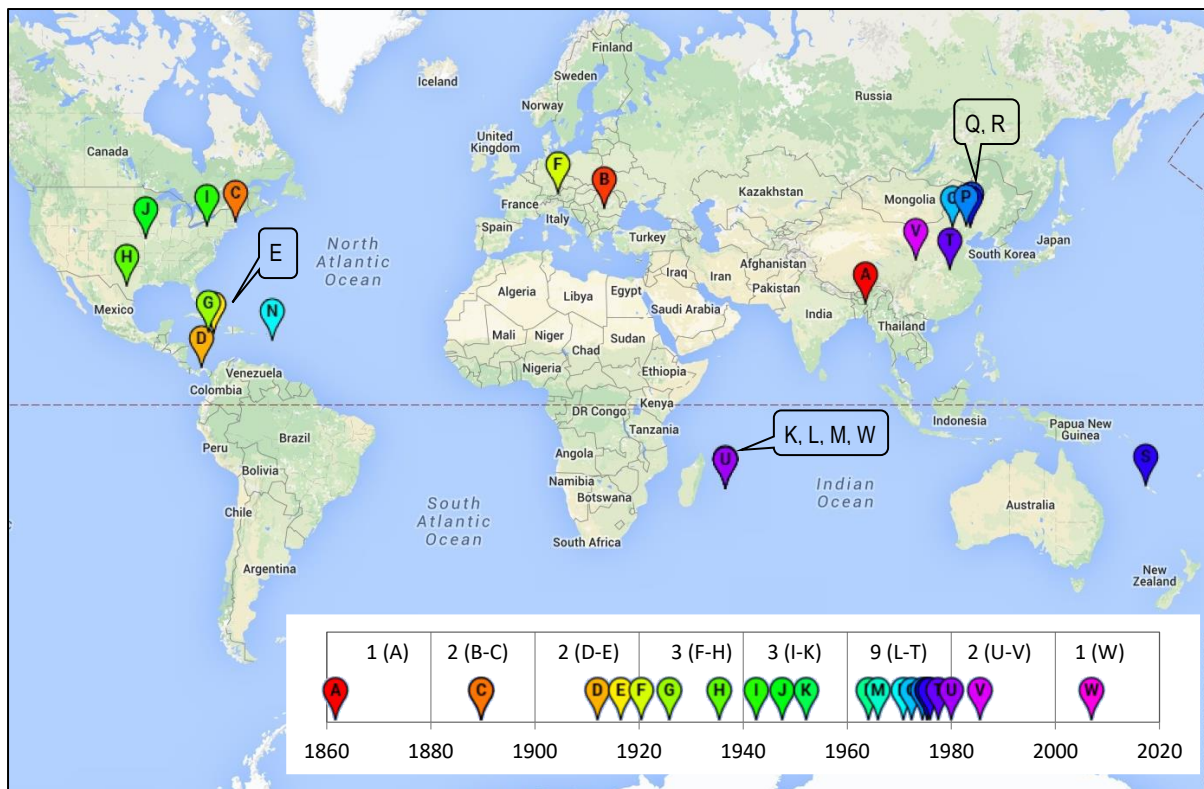 Finland
Iceland
Sweden
Russia
Norway
Q, R
Canada
United
Kingdom
F
B
C
I
J
Kazakhstan
Mongolia
O
P
France
Italy
Spain
Turkey
V
T
South Korea
Japan
North
Atlantic
Ocean
E
H
Mexico
G
N
D
Afghanistan
Iraq
Iran
Pakistan
A
Algeria
Libya
Egypt
Saudi Arabia
India
Thailand
Mali
Niger
Sudan
Chad
Venezuela
Colombia
Nigeria
Ethiopia
Kenya
DR Congo
Tanzania
Indonesia
Papua New
Guinea
Brazil
Peru
K, L, M, W
U
S
Angola
Bolivia
Namibia
Botswana
Indian
Ocean
Australia
Chile
South
Atlantic
Ocean
South Africa
Argentina
New
Zealand
1 (A) 2 (B-C) 2 (D-E) 3 (F-H) 3 (I-K) 9 (L-T) 2 (U-V) 1 (W)
A C D E F G H I J K M U V W
1860 1880 1900 1920 1940 1960 1980 2000 2020